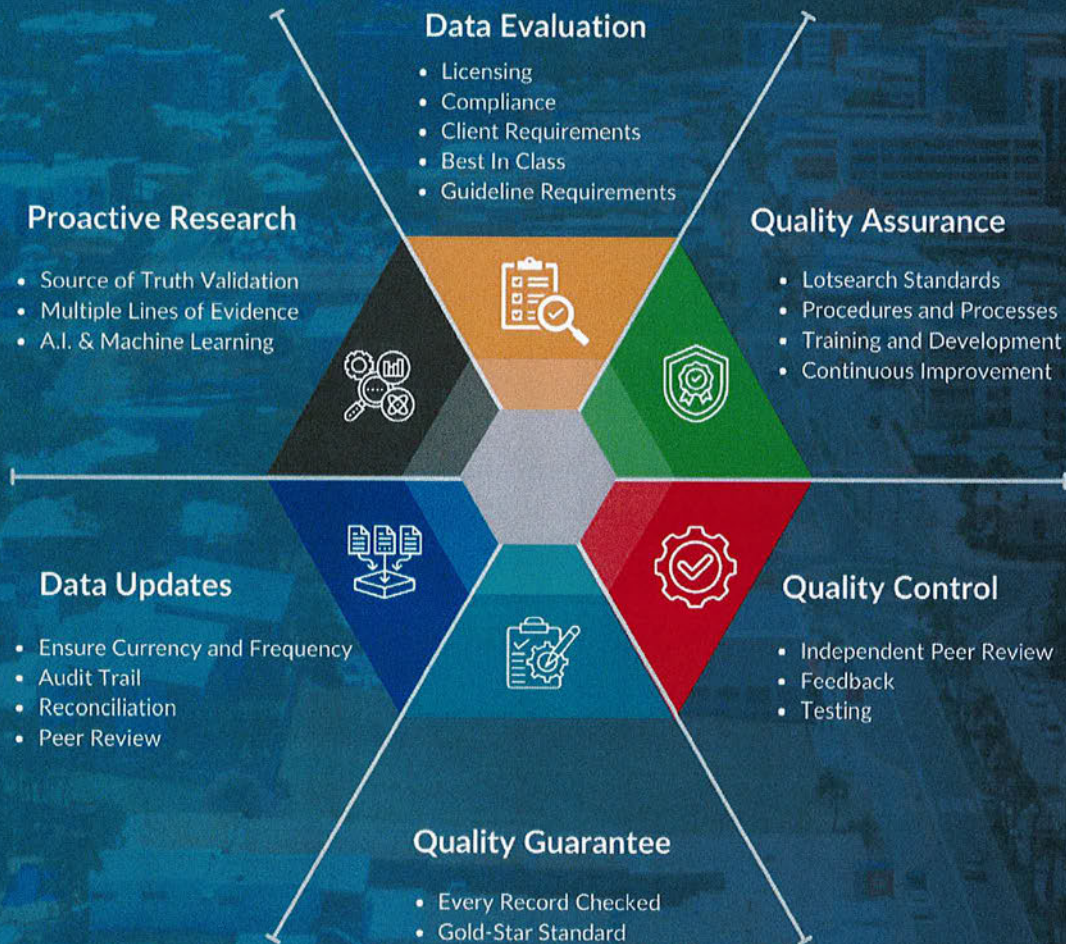 Data Evaluation
• Licensing
• Compliance
• Client Requirements
• Best In Class
• Guideline Requirements
Proactive Research
• Source of Truth Validation
• Multiple Lines of Evidence
• A.I. & Machine Learning
Quality Assurance
• Lotsearch Standards
• Procedures and Processes
• Training and Development
• Continuous Improvement
Data Updates
• Ensure Currency and Frequency
• Audit Trail
• Reconciliation
• Peer Review
Quality Control
• Independent Peer Review
• Feedback
• Testing
Quality Guarantee
• Every Record Checked
• Gold-Star Standard